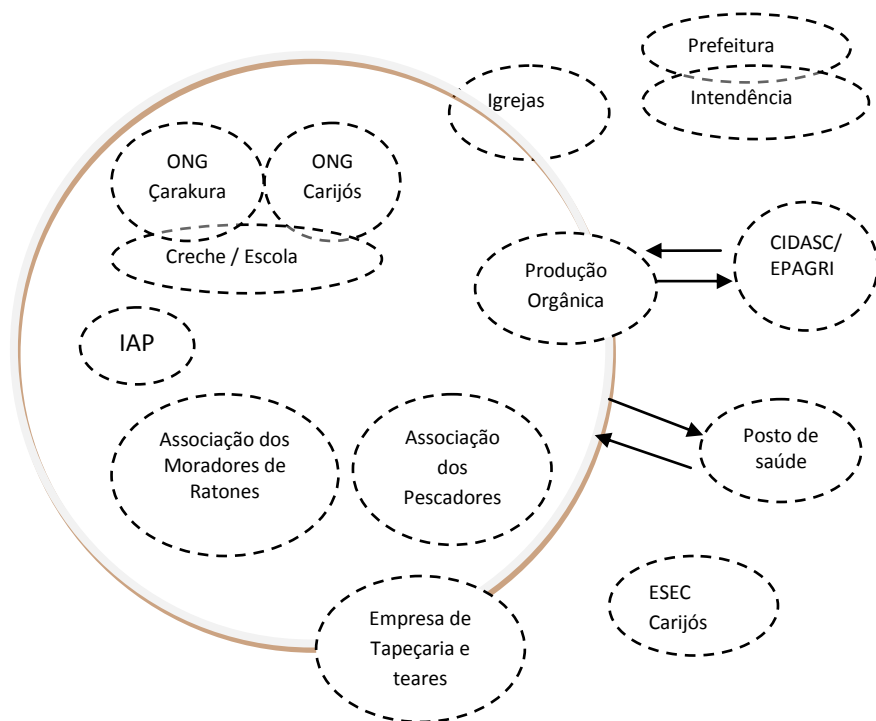 Prefeitura
Intendência
Igrejas
ONG
Çarakura
ONG
Carijós
Creche / Escola
Produção
Orgânica
CIDASC/
EPAGRI
IAP
Associação dos
Moradores de
Ratones
Associação
dos
Pescadores
Posto de
saúde
ESEC
Carijós
Empresa de
Tapeçaria e
teares